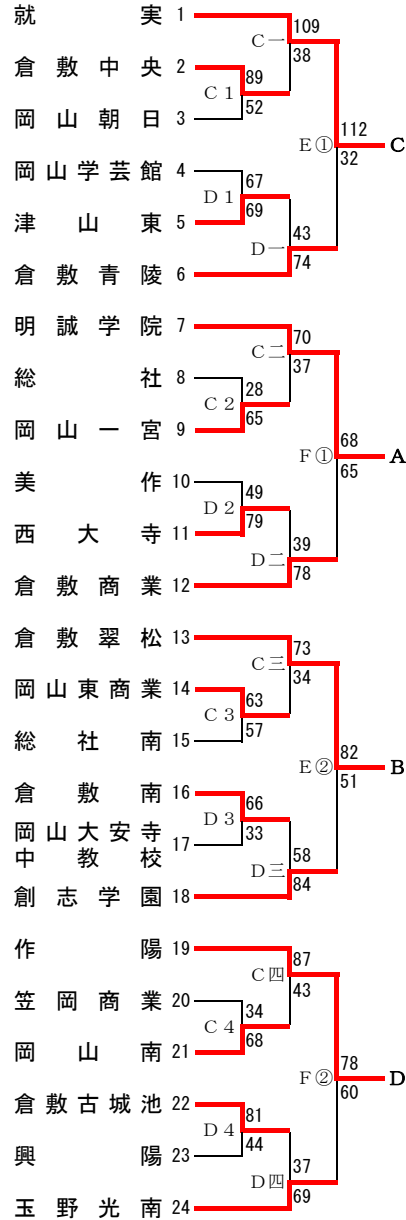 就実 1
109
C一
38
倉敷中央 2
89
C1
52
岡山朝日 3
112
E① C
32
岡山学芸館 4
67
D1
69
津山東 5
43
D一
74
倉敷青陵 6
明誠学院 7
70
C二
37
総社 8
28
C2
65
岡山一宮 9
68
F① A
65
美作 10
49
D2
79
西大寺 11
39
D二
78
倉敷商業 12
倉敷翠松 13
73
C三
34
岡山東商業 14
63
C3
57
総社南 15
82
E② B
51
倉敷南 16
66
D3
33
岡山大安寺
中教校 17
58
D三
84
創志学園 18
作陽 19
87
C四
43
笠岡商業 20
34
C4
68
岡山南 21
78
F② D
60
倉敷古城池 22
81
D4
44
興陽 23
37
D四
69
玉野光南 24